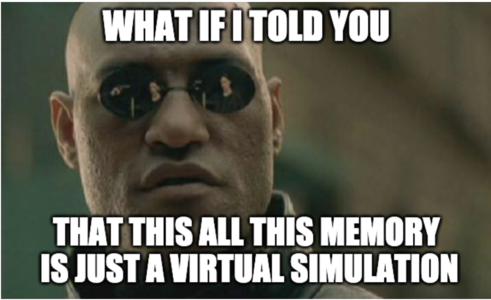 WHAT IF I TOLD YOU
THAT THIS ALL THIS MEMORY
IS JUST A VIRTUAL SIMULATION